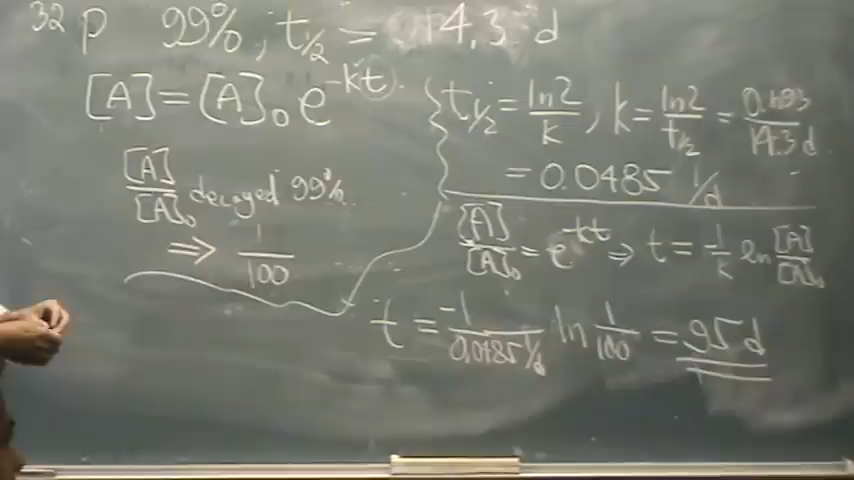 32P 99%, t1/2 = 14.3 d
[A]=[A]0 e^-kt
[A]/[A]0 decayed 99%
⇒ 1/100
t1/2 = ln2/k, k = ln2/t1/2 = 0.693/14.3 d
= 0.0485 1/d
[A]/[A]0 = e^-kt ⇒ t = -1/k ln [A]/[A]0
t = -1/0.0485 1/d ln 1/100 = 95 d